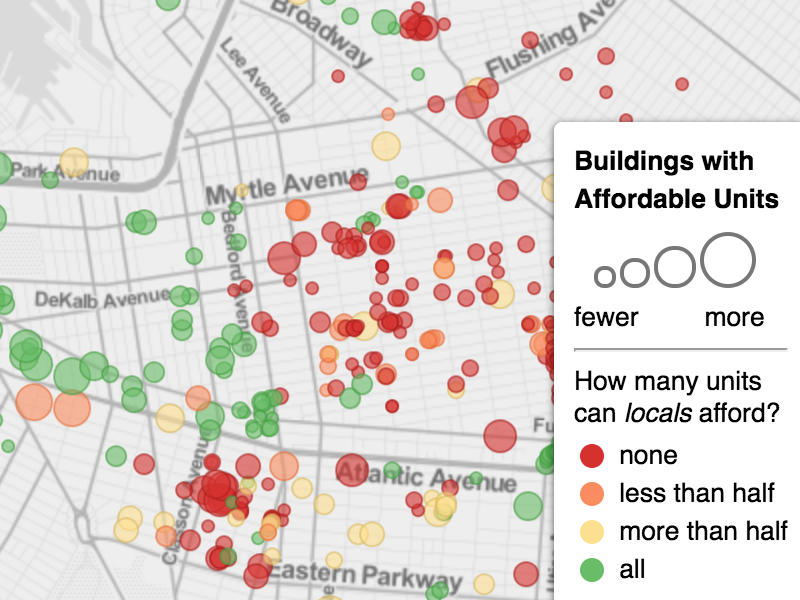 Broadway
Flushing Ave
Lee Avenue
Park Avenue
Myrtle Avenue
Bedford Avenue
DeKalb Avenue
Buildings with
Affordable Units
fewer more
How many units
can locals afford?
none
less than half
more than half
all
Fu
Atlantic Avenue
Classon Avenue
Eastern Parkway